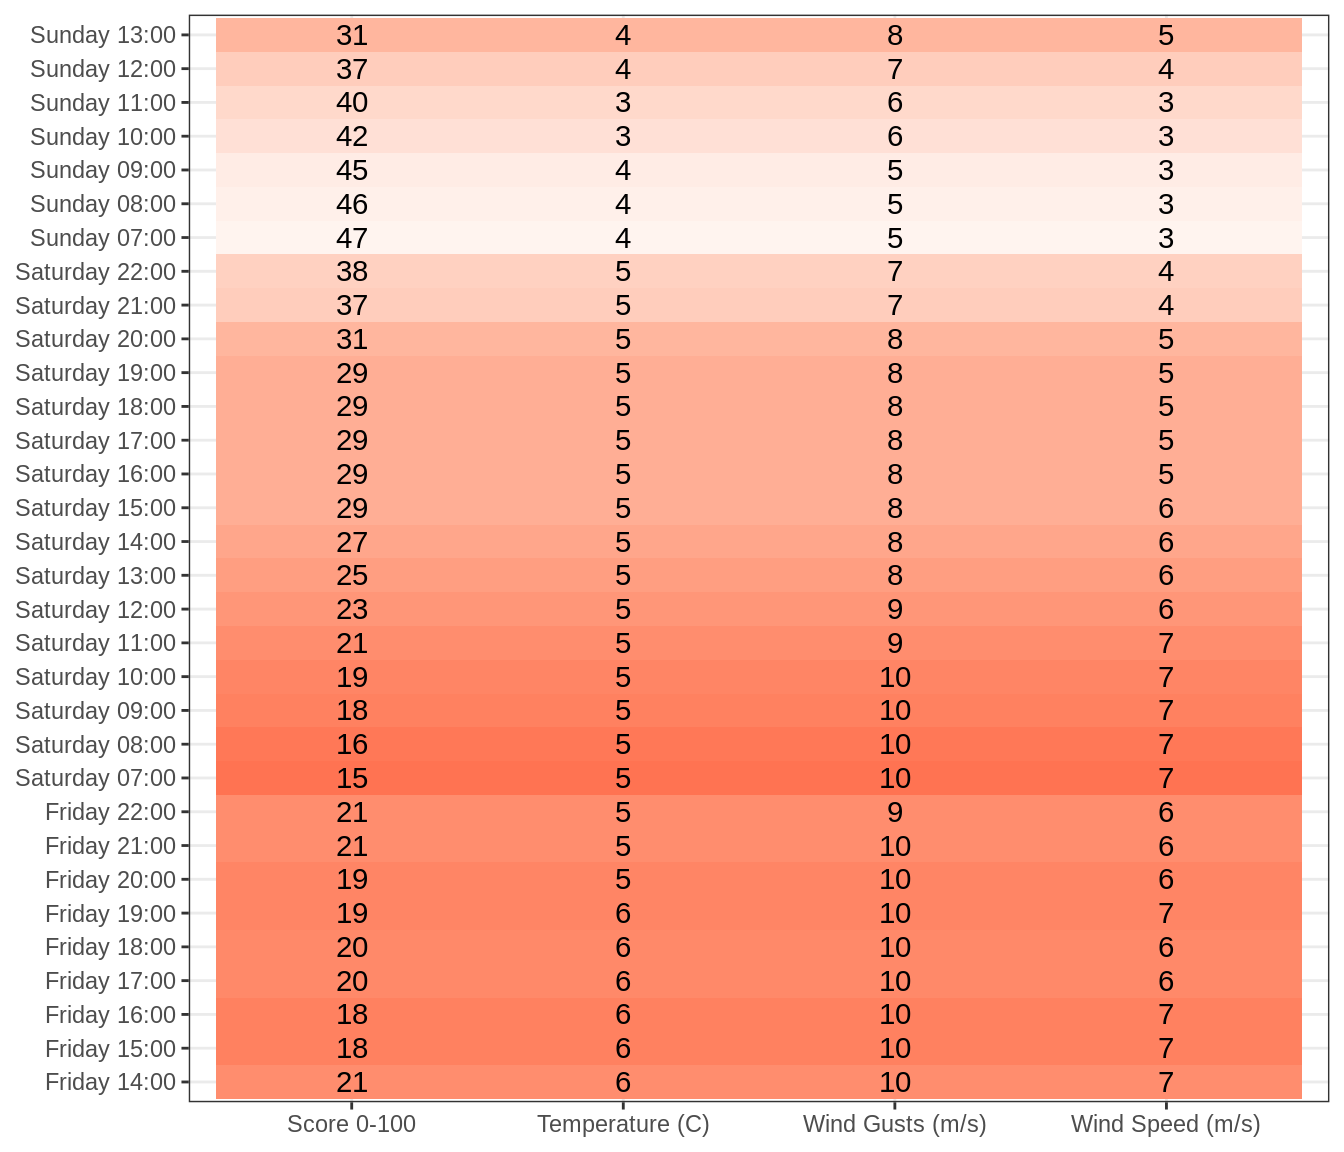 Sunday 13:00 31 4 8 5
Sunday 12:00 37 4 7 4
Sunday 11:00 40 3 6 3
Sunday 10:00 42 3 6 3
Sunday 09:00 45 4 5 3
Sunday 08:00 46 4 5 3
Sunday 07:00 47 4 5 3
Saturday 22:00 38 5 7 4
Saturday 21:00 37 5 7 4
Saturday 20:00 31 5 8 5
Saturday 19:00 29 5 8 5
Saturday 18:00 29 5 8 5
Saturday 17:00 29 5 8 5
Saturday 16:00 29 5 8 5
Saturday 15:00 29 5 8 6
Saturday 14:00 27 5 8 6
Saturday 13:00 25 5 8 6
Saturday 12:00 23 5 9 6
Saturday 11:00 21 5 9 7
Saturday 10:00 19 5 10 7
Saturday 09:00 18 5 10 7
Saturday 08:00 16 5 10 7
Saturday 07:00 15 5 10 7
Friday 22:00 21 5 9 6
Friday 21:00 21 5 10 6
Friday 20:00 19 5 10 6
Friday 19:00 19 6 10 7
Friday 18:00 20 6 10 6
Friday 17:00 20 6 10 6
Friday 16:00 18 6 10 7
Friday 15:00 18 6 10 7
Friday 14:00 21 6 10 7
Score 0-100 Temperature (C) Wind Gusts (m/s) Wind Speed (m/s)